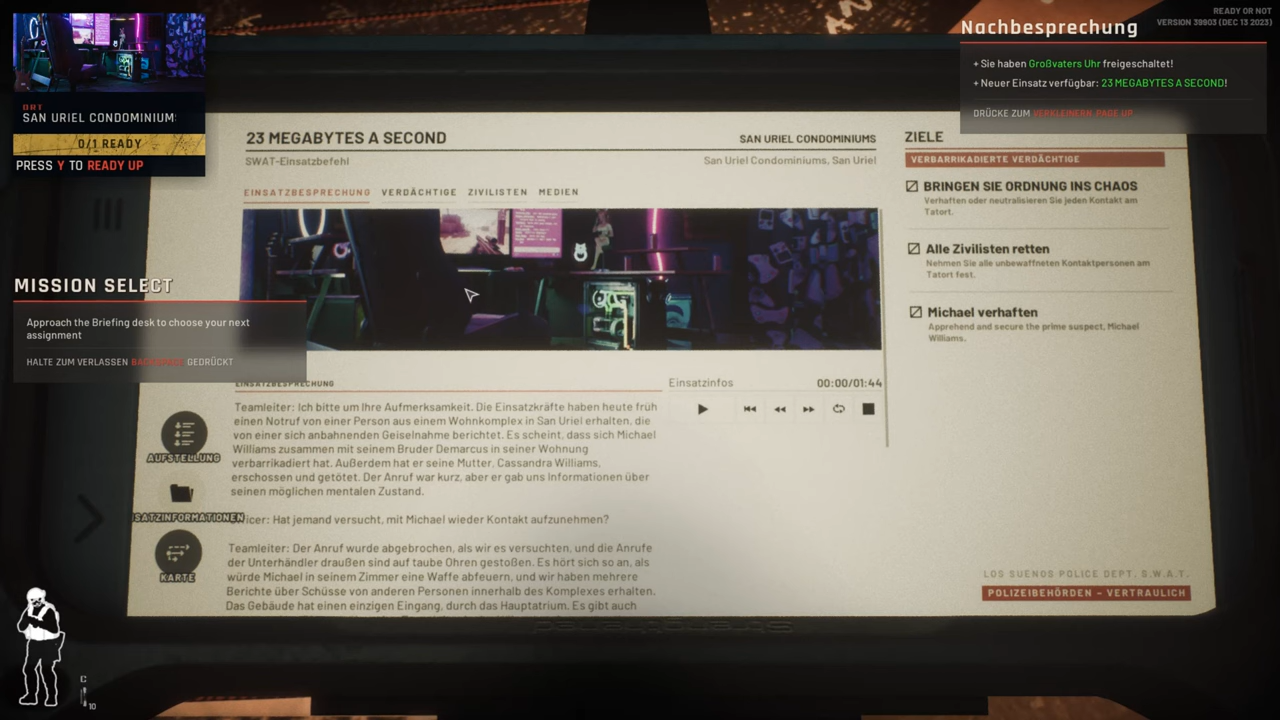 READY OR NOT
VERSION 39903 (DEC 13 2023)
ORT
SAN URIEL CONDOMINIUM
0/1 READY
PRESS Y TO READY UP
Nachbesprechung
+ Sie haben Großvaters Uhr freigeschaltet!
+ Neuer Einsatz verfügbar: 23 MEGABYTES A SECOND!
DRÜCKE ZUM VERKLEINERN PAGE UP
MISSION SELECT
Approach the Briefing desk to choose your next
assignment
HALTE ZUM VERLASSEN BACKSPACE GEDRÜCKT
23 MEGABYTES A SECOND
SAN URIEL CONDOMINIUMS
SWAT-Einsatzbefehl
San Uriel Condominiums, San Uriel
EINSATZBESPRECHUNG VERDÄCHTIGE ZIVILISTEN MEDIEN
EINSATZBESPRECHUNG
Einsatzinfos 00:00/01:44
Teamleiter: Ich bitte um Ihre Aufmerksamkeit. Die Einsatzkräfte haben heute früh
einen Notruf von einer Person aus einem Wohnkomplex in San Uriel erhalten, die
von einer sich anbahnenden Geiselnahme berichtet. Es scheint, dass sich Michael
Williams zusammen mit seinem Bruder Demarcus in seiner Wohnung
verbarrikadiert hat. Außerdem hat er seine Mutter, Cassandra Williams,
erschossen und getötet. Der Anruf war kurz, aber er gab uns Informationen über
seinen möglichen mentalen Zustand.
icer: Hat jemand versucht, mit Michael wieder Kontakt aufzunehmen?
Teamleiter: Der Anruf wurde abgebrochen, als wir es versuchten, und die Anrufe
der Unterhändler draußen sind auf taube Ohren gestoßen. Es hört sich so an, als
würde Michael in seinem Zimmer eine Waffe abfeuern, und wir haben mehrere
Berichte über Schüsse von anderen Personen innerhalb des Komplexes erhalten.
Das Gebäude hat einen einzigen Eingang, durch das Hauptatrium. Es gibt auch
AUFSTELLUNG
SATZINFORMATIONEN
KARTE
ZIELE
VERBARRIKADIERTE VERDÄCHTIGE
BRINGEN SIE ORDNUNG INS CHAOS
Verhaften oder neutralisieren Sie jeden Kontakt am
Tatort.
Alle Zivilisten retten
Nehmen Sie alle unbewaffneten Kontaktpersonen am
Tatort fest.
Michael verhaften
Apprehend and secure the prime suspect, Michael
Williams.
LOS SUENOS POLICE DEPT. S.W.A.T.
POLIZEIBEHÖRDEN - VERTRAULICH
C
10